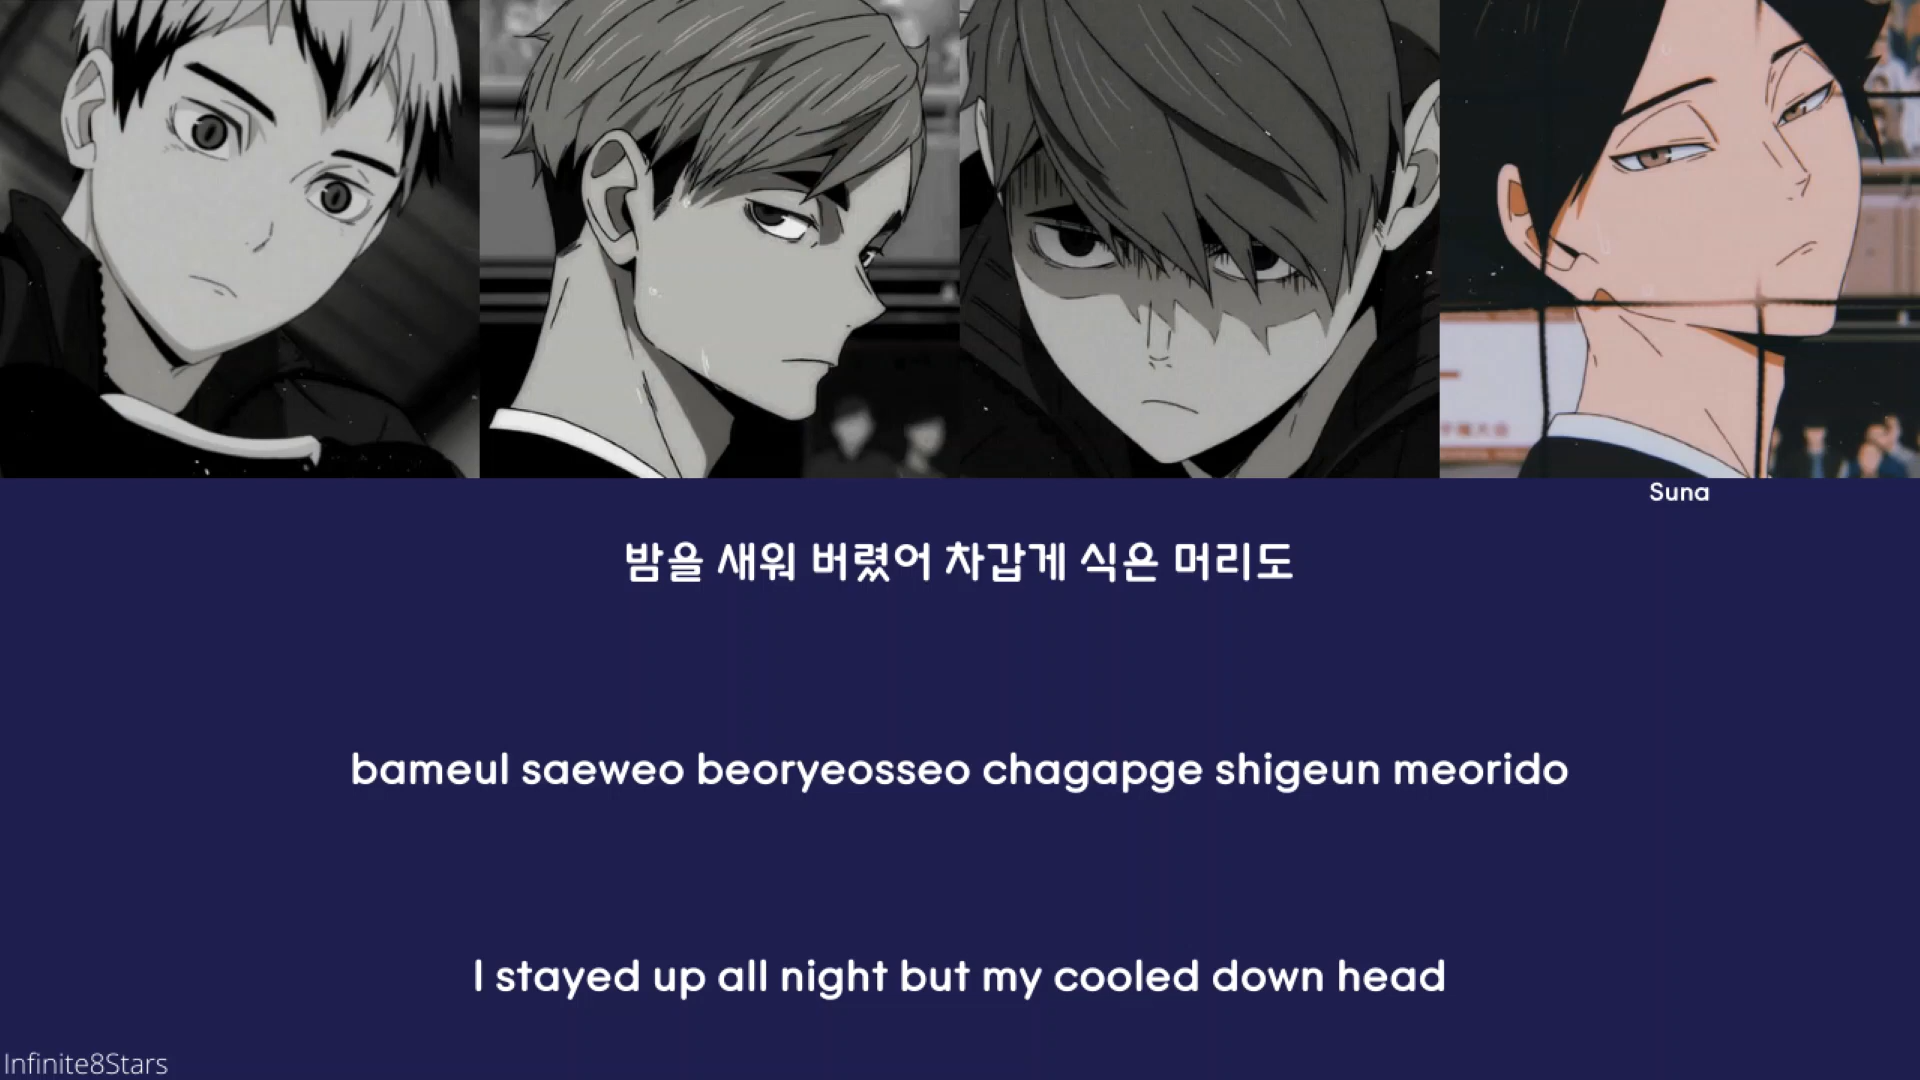 Suna
밤을 새워 버렸어 차갑게 식은 머리도
bameul saeweo beoryeosseo chagapge shigeun meorido
I stayed up all night but my cooled down head
Infinite8Stars